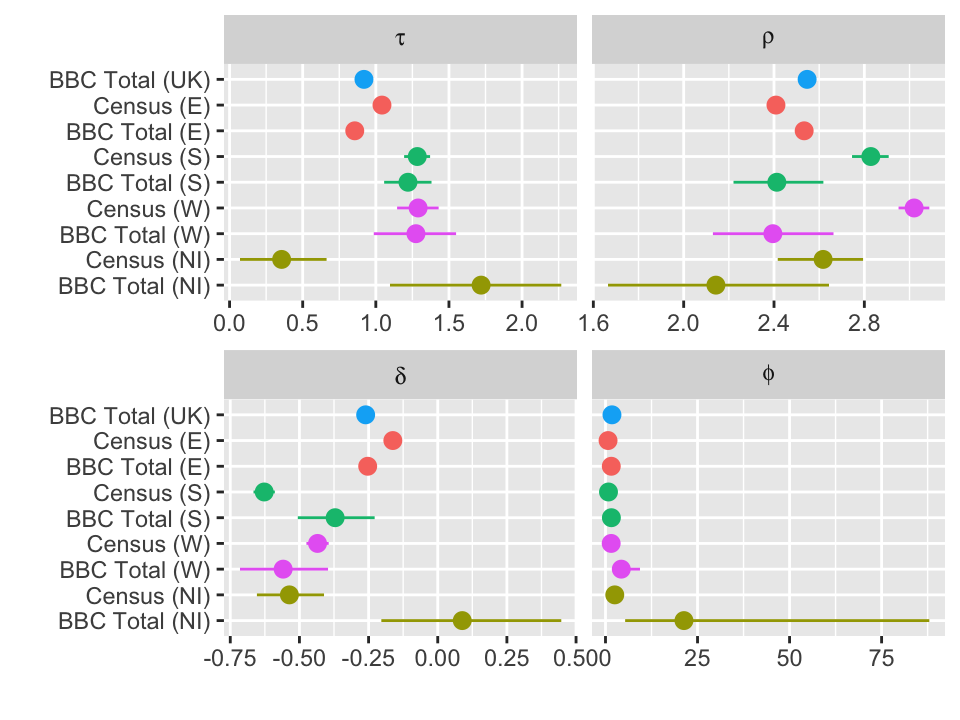 τ ρ
BBC Total (UK)
Census (E)
BBC Total (E)
Census (S)
BBC Total (S)
Census (W)
BBC Total (W)
Census (NI)
BBC Total (NI)
0.0 0.5 1.0 1.5 2.0 1.6 2.0 2.4 2.8
δ ϕ
BBC Total (UK)
Census (E)
BBC Total (E)
Census (S)
BBC Total (S)
Census (W)
BBC Total (W)
Census (NI)
BBC Total (NI)
-0.75 -0.50 -0.25 0.00 0.25 0.50 0 25 50 75